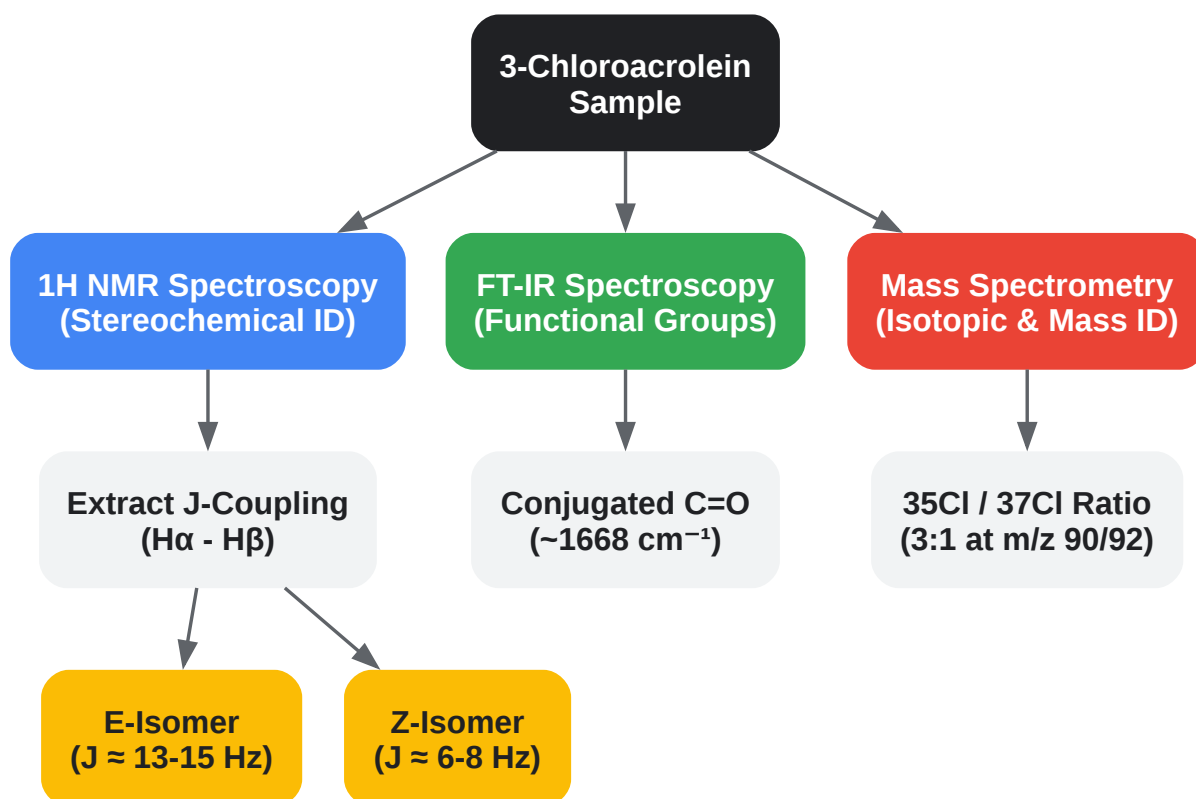 3-Chloroacrolein
Sample
1H NMR Spectroscopy
(Stereochemical ID)
FT-IR Spectroscopy
(Functional Groups)
Mass Spectrometry
(Isotopic & Mass ID)
Extract J-Coupling
(Hα - Hβ)
Conjugated C=O
(~1668 cm⁻¹)
35Cl / 37Cl Ratio
(3:1 at m/z 90/92)
E-Isomer
(J ≈ 13-15 Hz)
Z-Isomer
(J ≈ 6-8 Hz)